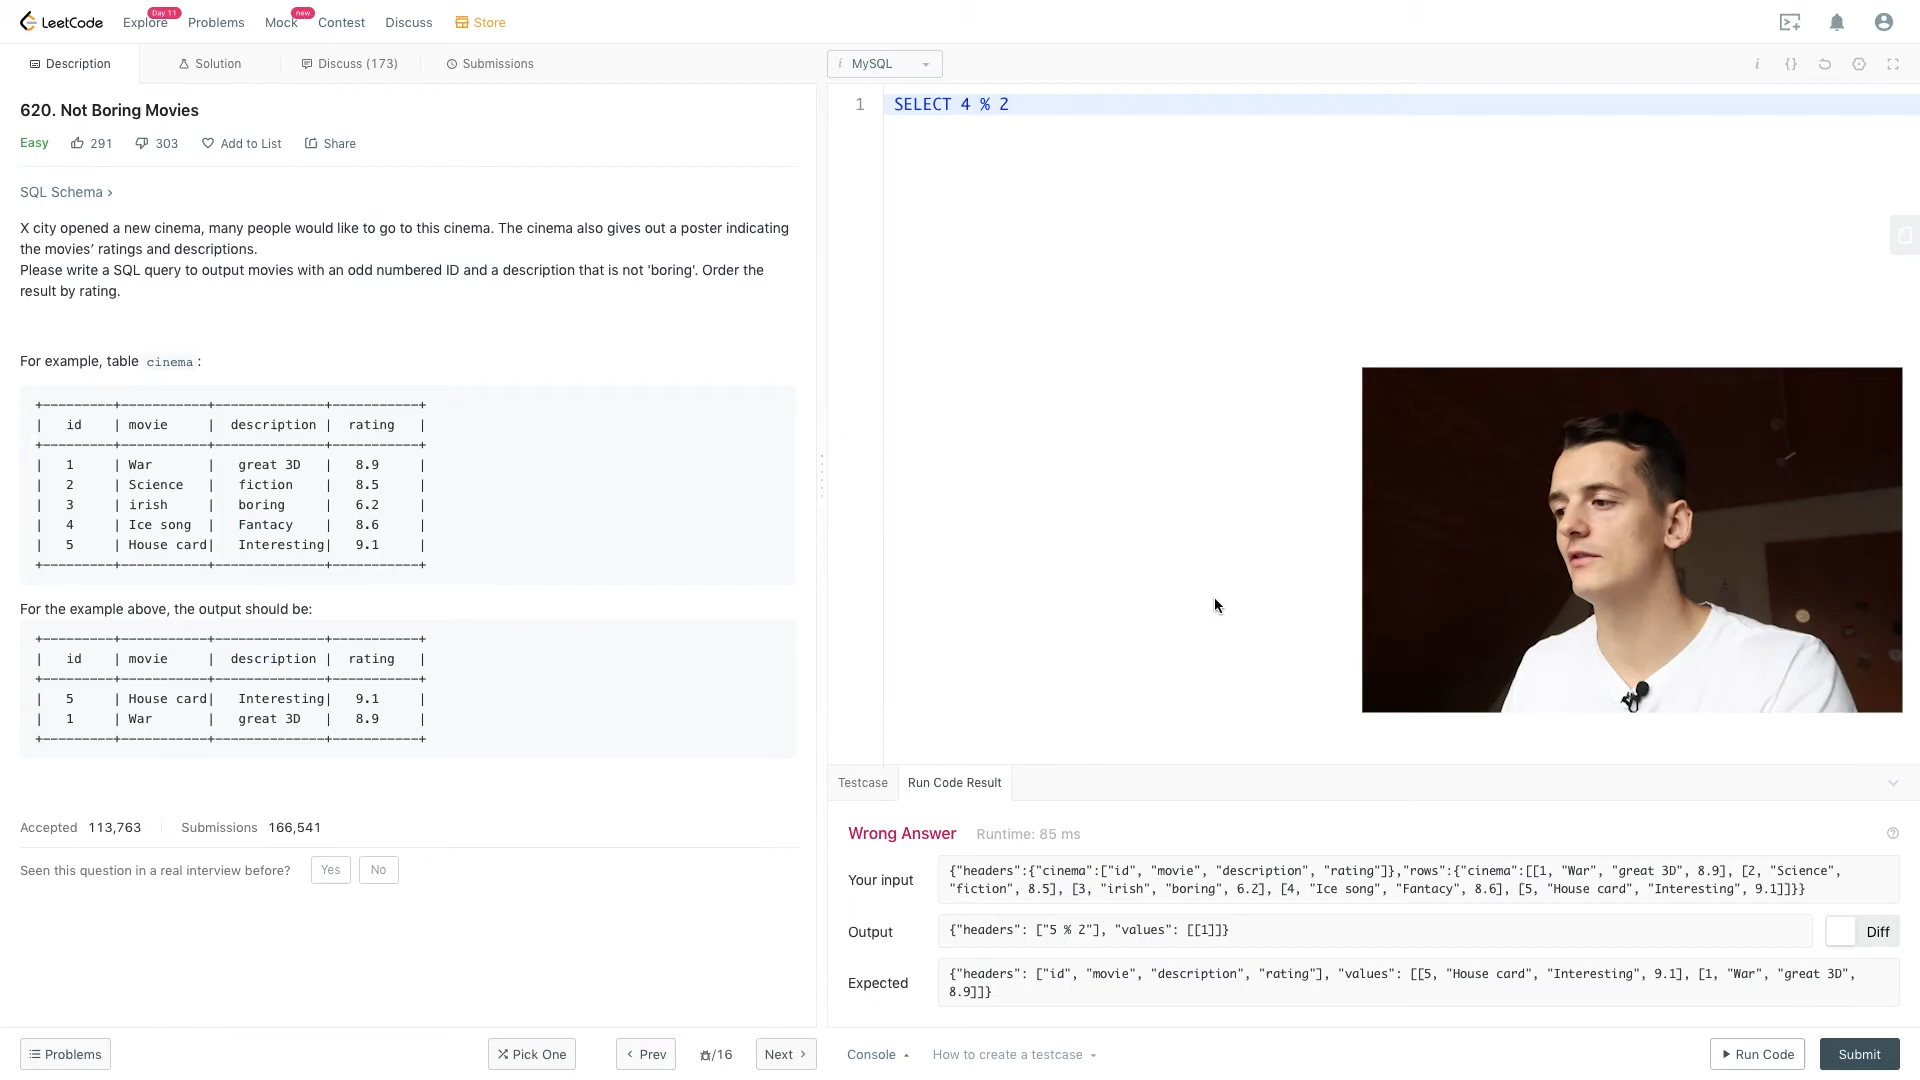 LeetCode
Explore
Day 11
Problems
Mock
new
Contest
Discuss
Store
Description
Solution
Discuss (173)
Submissions
i MySQL
i {}
620. Not Boring Movies
Easy 291 303 Add to List Share
SQL Schema ›
X city opened a new cinema, many people would like to go to this cinema. The cinema also gives out a poster indicating
the movies’ ratings and descriptions.
Please write a SQL query to output movies with an odd numbered ID and a description that is not 'boring'. Order the
result by rating.
For example, table cinema :
+---------+-----------+--------------+-----------+
| id | movie | description | rating |
+---------+-----------+--------------+-----------+
| 1 | War | great 3D | 8.9 |
| 2 | Science | fiction | 8.5 |
| 3 | irish | boring | 6.2 |
| 4 | Ice song | Fantacy | 8.6 |
| 5 | House card| Interesting| 9.1 |
+---------+-----------+--------------+-----------+
For the example above, the output should be:
+---------+-----------+--------------+-----------+
| id | movie | description | rating |
+---------+-----------+--------------+-----------+
| 5 | House card| Interesting| 9.1 |
| 1 | War | great 3D | 8.9 |
+---------+-----------+--------------+-----------+
Accepted 113,763 Submissions 166,541
Seen this question in a real interview before? Yes No
Problems
Pick One
‹ Prev
/16
Next ›
1 SELECT 4 % 2
Testcase
Run Code Result
Wrong Answer Runtime: 85 ms
Your input
{"headers":{"cinema":["id", "movie", "description", "rating"]},"rows":{"cinema":[[1, "War", "great 3D", 8.9], [2, "Science",
"fiction", 8.5], [3, "irish", "boring", 6.2], [4, "Ice song", "Fantacy", 8.6], [5, "House card", "Interesting", 9.1]]}}
Output
{"headers": ["5 % 2"], "values": [[1]]}
Diff
Expected
{"headers": ["id", "movie", "description", "rating"], "values": [[5, "House card", "Interesting", 9.1], [1, "War", "great 3D",
8.9]]}
Console
How to create a testcase
Run Code
Submit